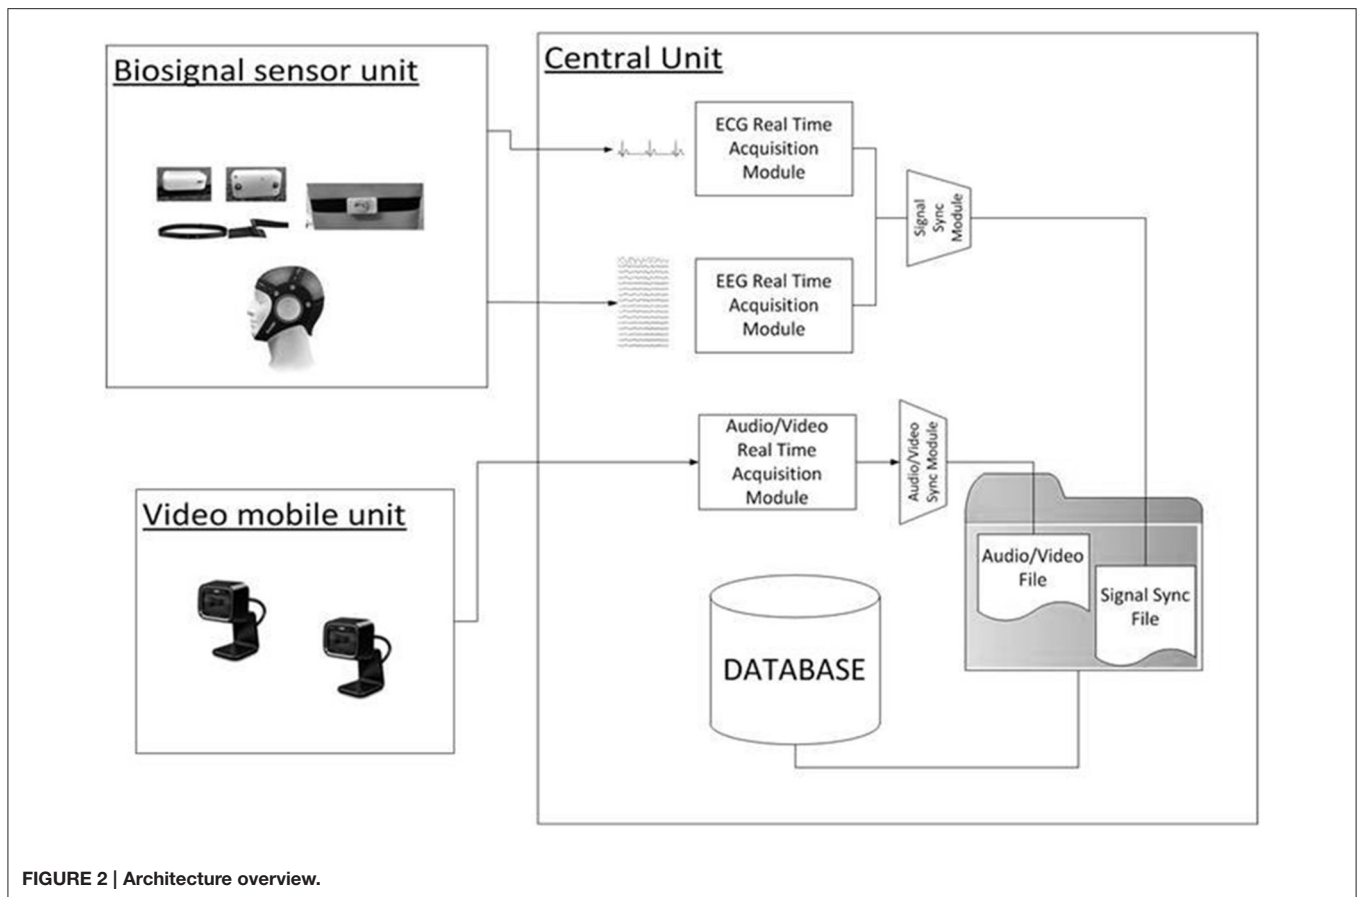 Biosignal sensor unit
Central Unit
ECG Real Time
Acquisition
Module
Signal
Sync
Module
EEG Real Time
Acquisition
Module
Audio/Video
Real Time
Acquisition
Module
Audio/Video
Sync Module
Video mobile unit
Audio/Video
File
Signal Sync
File
DATABASE
FIGURE 2 | Architecture overview.